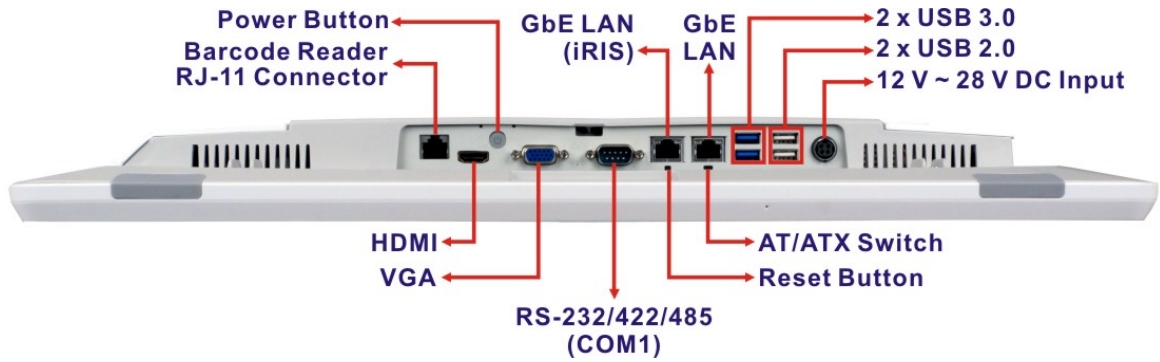 Power Button
Barcode Reader
RJ-11 Connector
GbE LAN
(iRIS)
GbE
LAN
2 x USB 3.0
2 x USB 2.0
12 V ~ 28 V DC Input
HDMI
VGA
RS-232/422/485
(COM1)
AT/ATX Switch
Reset Button